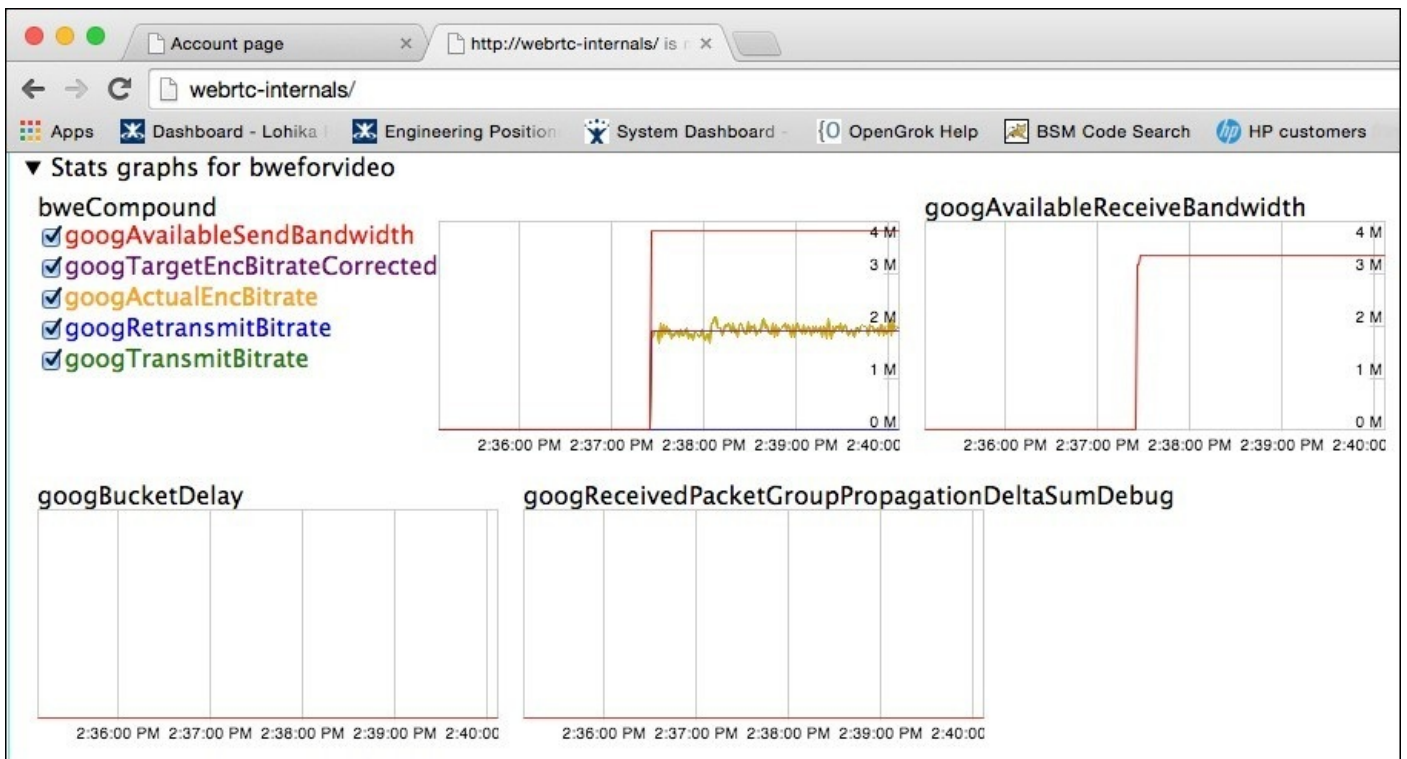 Account page
http://webrtc-internals/ is
webrtc-internals/
Apps Dashboard - Lohika Engineering Position System Dashboard - {O OpenGrok Help BSM Code Search hp HP customers
▼ Stats graphs for bweforvideo
bweCompound
googAvailableSendBandwidth
googTargetEncBitrateCorrected
googActualEncBitrate
googRetransmitBitrate
googTransmitBitrate
4 M
3 M
2 M
1 M
0 M
2:36:00 PM 2:37:00 PM 2:38:00 PM 2:39:00 PM 2:40:00
googAvailableReceiveBandwidth
4 M
3 M
2 M
1 M
0 M
2:36:00 PM 2:37:00 PM 2:38:00 PM 2:39:00 PM 2:40:00
googBucketDelay
2:36:00 PM 2:37:00 PM 2:38:00 PM 2:39:00 PM 2:40:00
googReceivedPacketGroupPropagationDeltaSumDebug
2:36:00 PM 2:37:00 PM 2:38:00 PM 2:39:00 PM 2:40:00